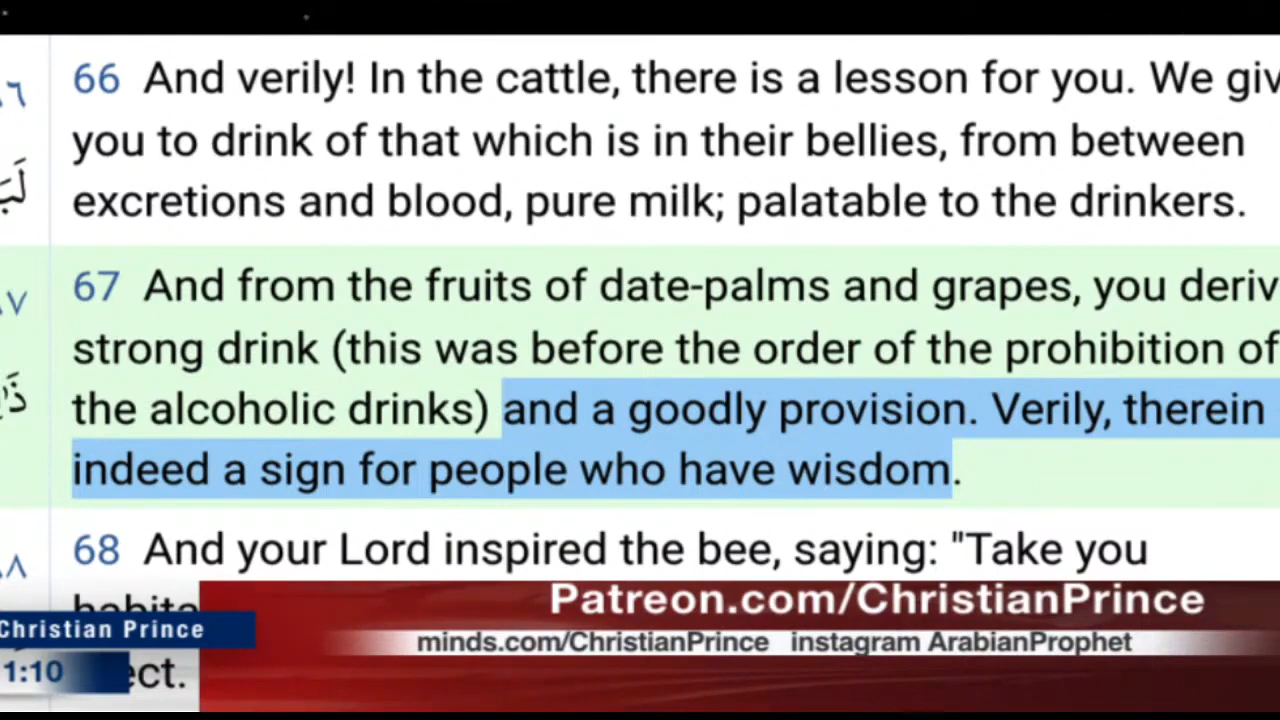 66 And verily! In the cattle, there is a lesson for you. We giv
you to drink of that which is in their bellies, from between
excretions and blood, pure milk; palatable to the drinkers.
67 And from the fruits of date-palms and grapes, you deriv
strong drink (this was before the order of the prohibition of
the alcoholic drinks) and a goodly provision. Verily, therein
indeed a sign for people who have wisdom.
68 And your Lord inspired the bee, saying: "Take you
Patreon.com/ChristianPrince
Christian Prince
minds.com/ChristianPrince instagram ArabianProphet
1:10
ect.